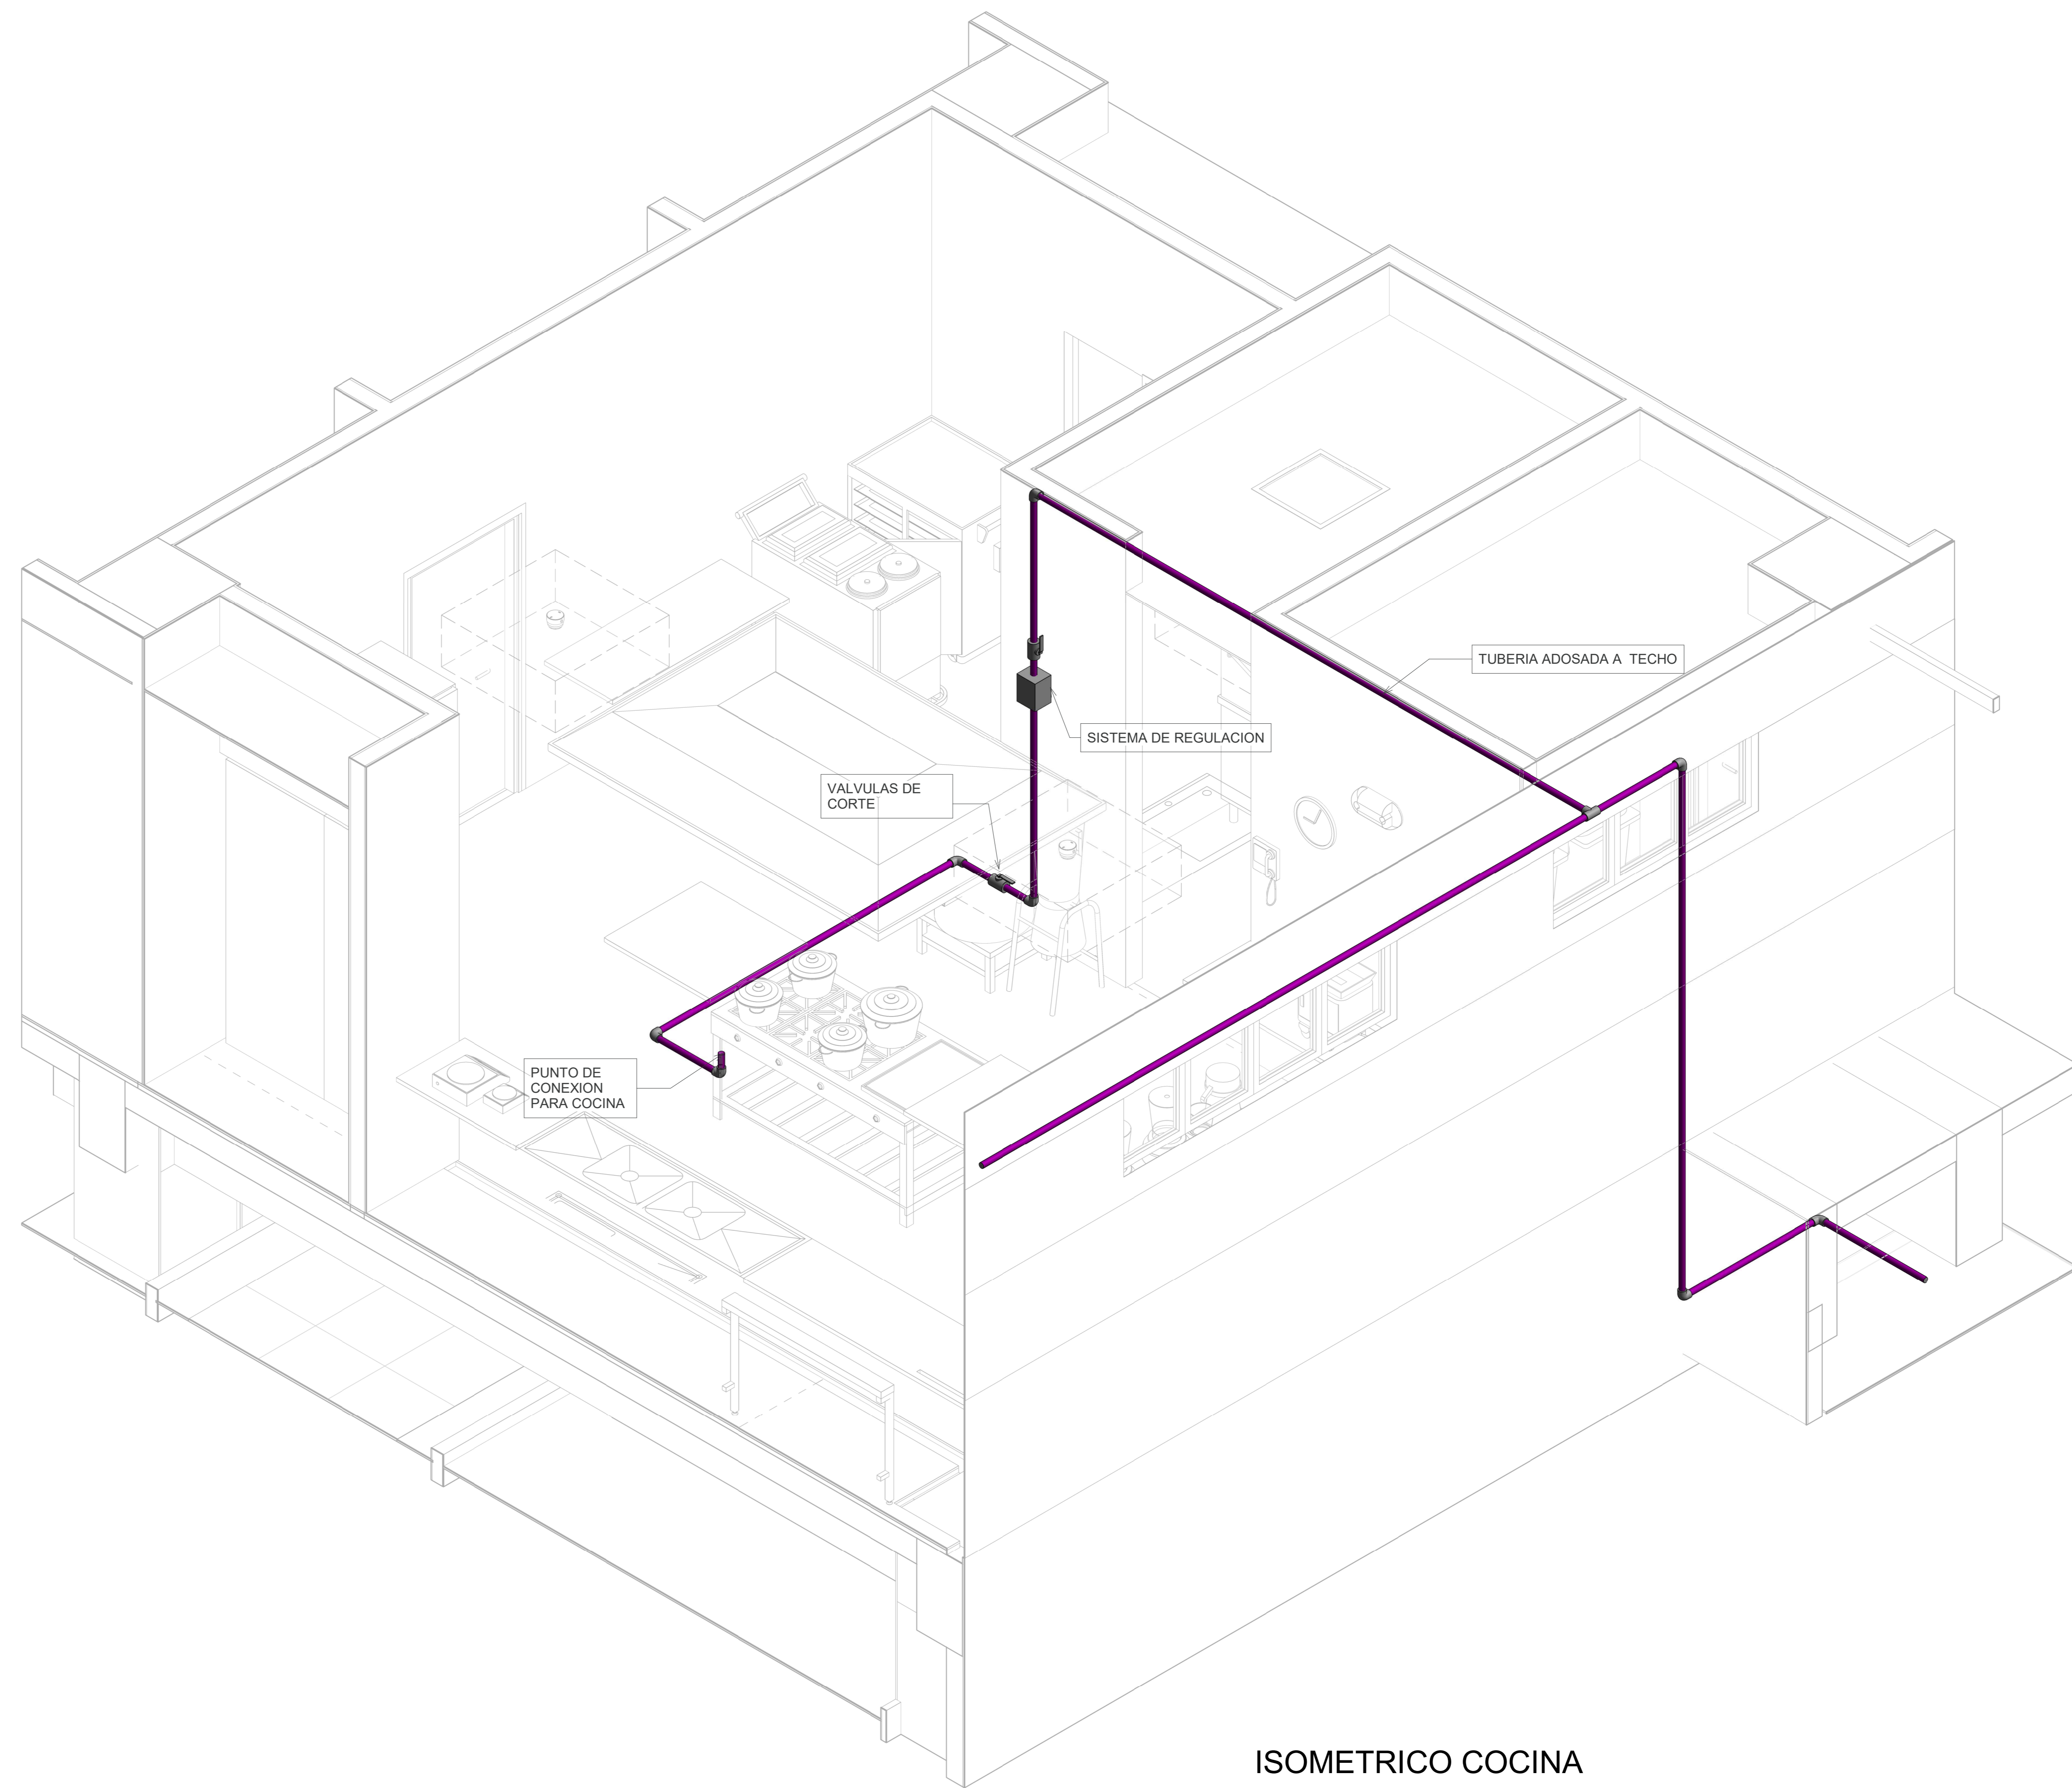 TUBERIA ADOSADA A TECHO
SISTEMA DE REGULACION
VALVULAS DE
CORTE
PUNTO DE
CONEXION
PARA COCINA
ISOMETRICO COCINA